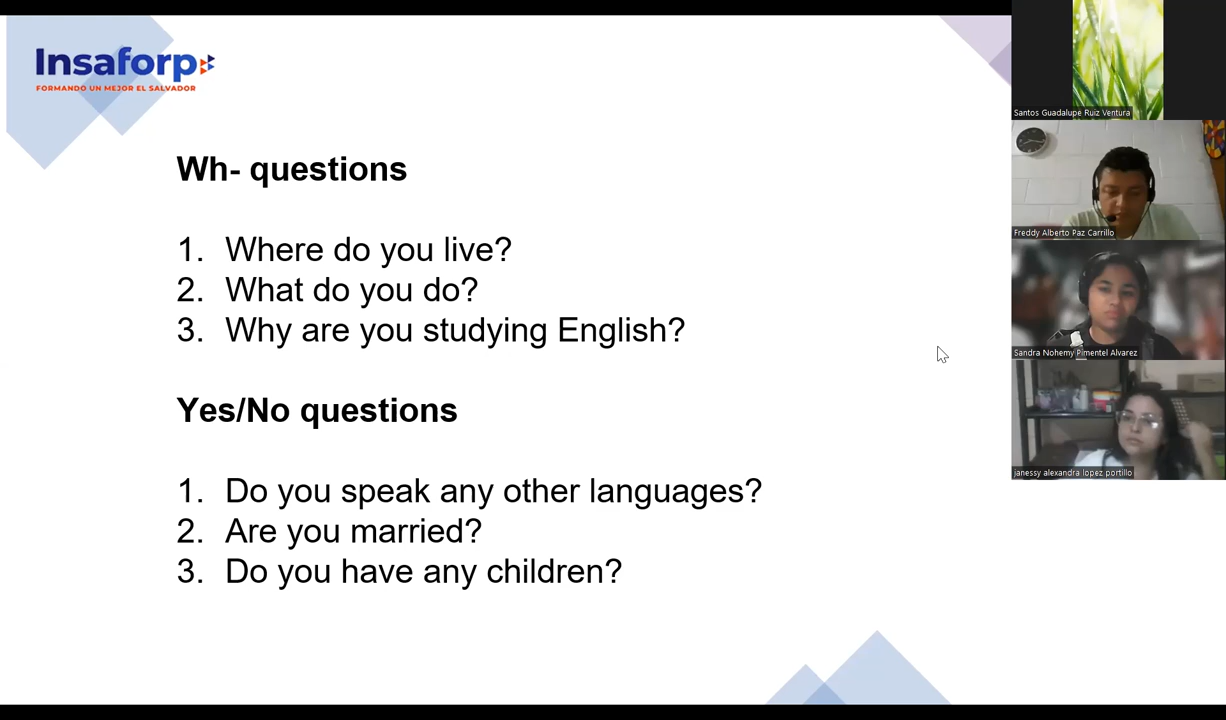 Insaforp
FORMANDO UN MEJOR EL SALVADOR
Wh- questions
1. Where do you live?
2. What do you do?
3. Why are you studying English?
Yes/No questions
1. Do you speak any other languages?
2. Are you married?
3. Do you have any children?
Santos Guadalupe Ruiz Ventura
Freddy Alberto Paz Carrillo
Sandra Nohemy Pimentel Alvarez
janessy alexandra lopez portillo